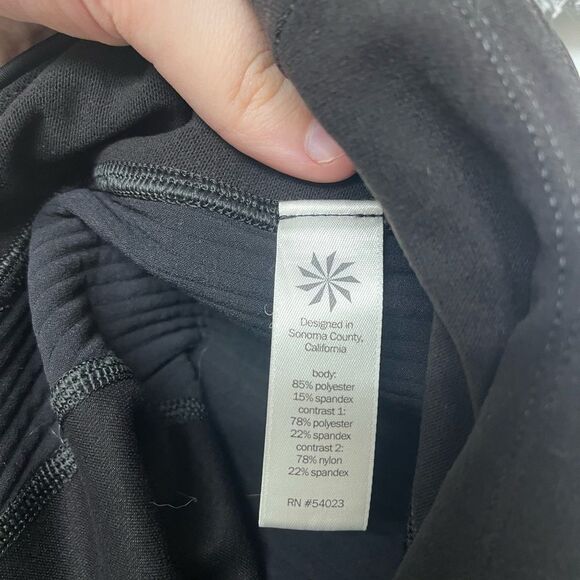 Designed in
Sonoma County,
California
body:
85% polyester
15% spandex
contrast 1:
78% polyester
22% spandex
contrast 2:
78% nylon
22% spandex
RN #54023